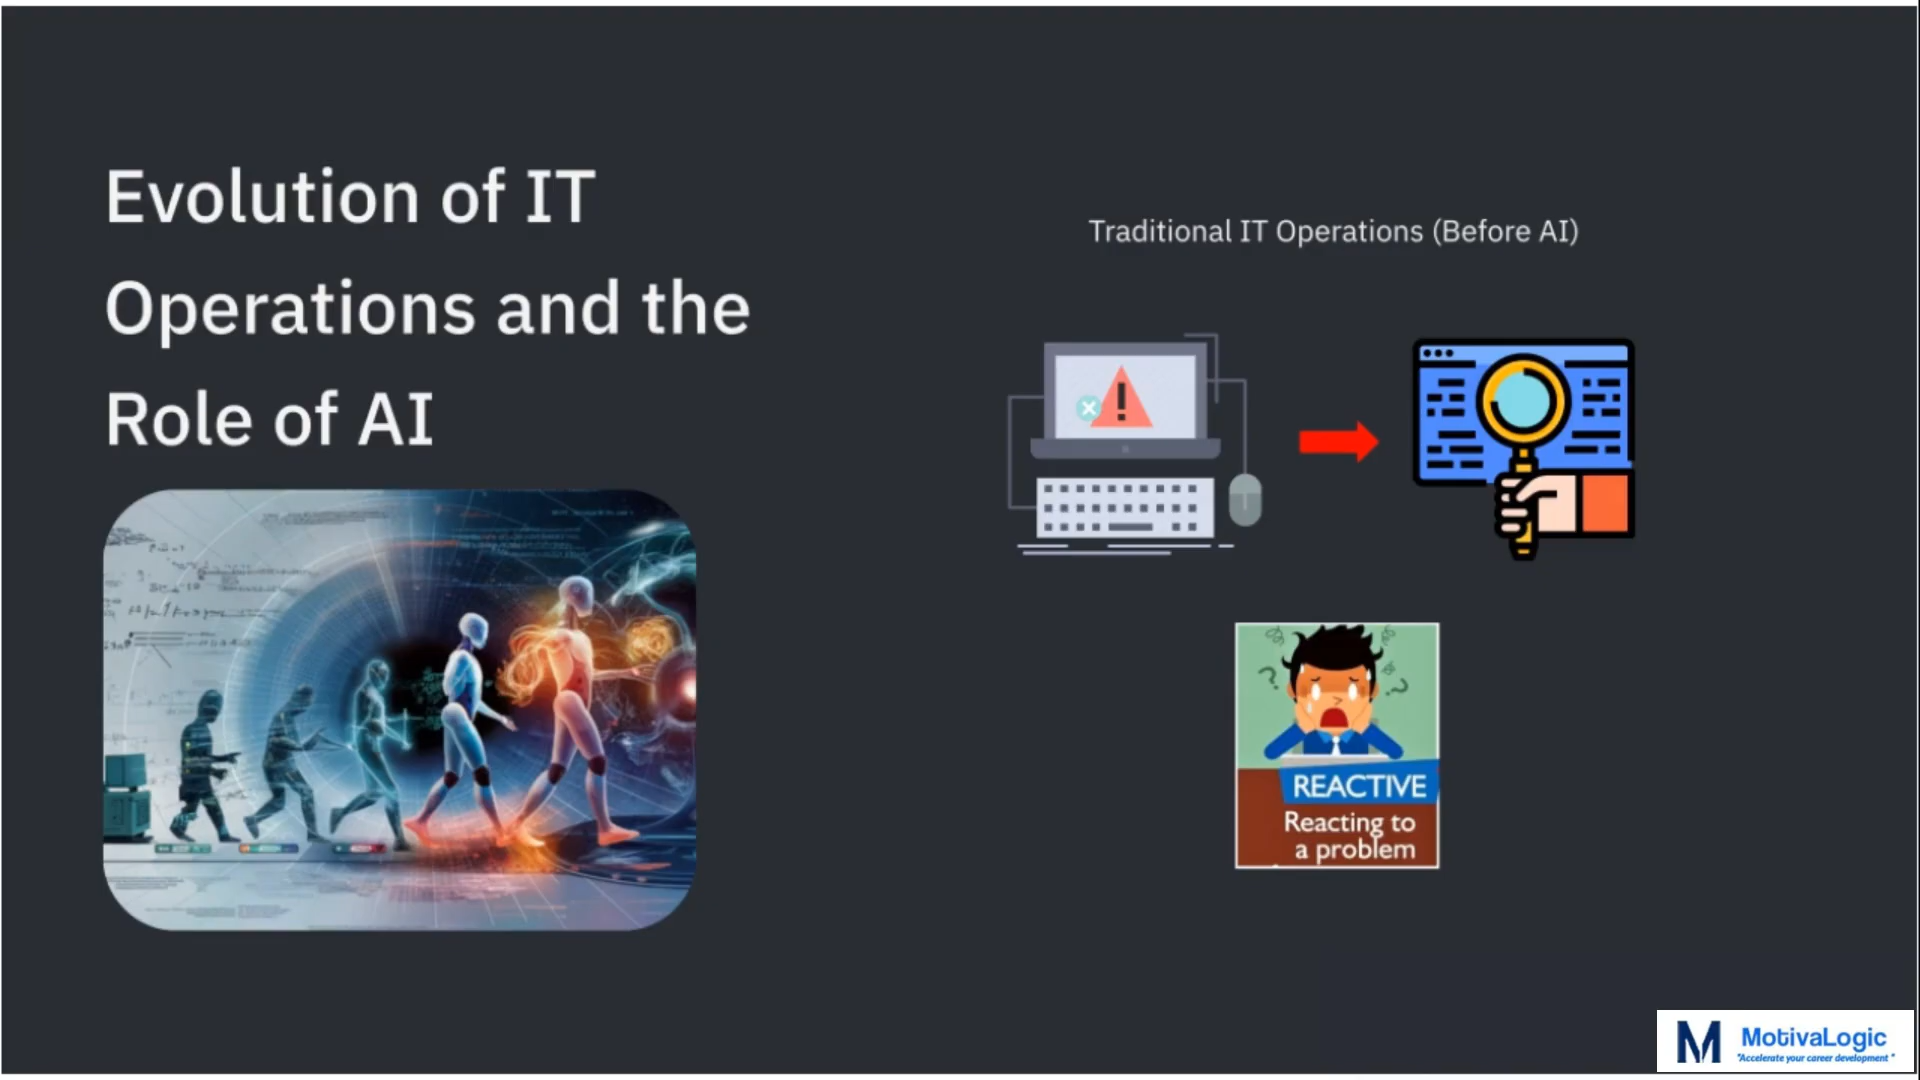 Evolution of IT
Operations and the
Role of AI
Traditional IT Operations (Before AI)
REACTIVE
Reacting to
a problem
M MotivaLogic
"Accelerate your career development "